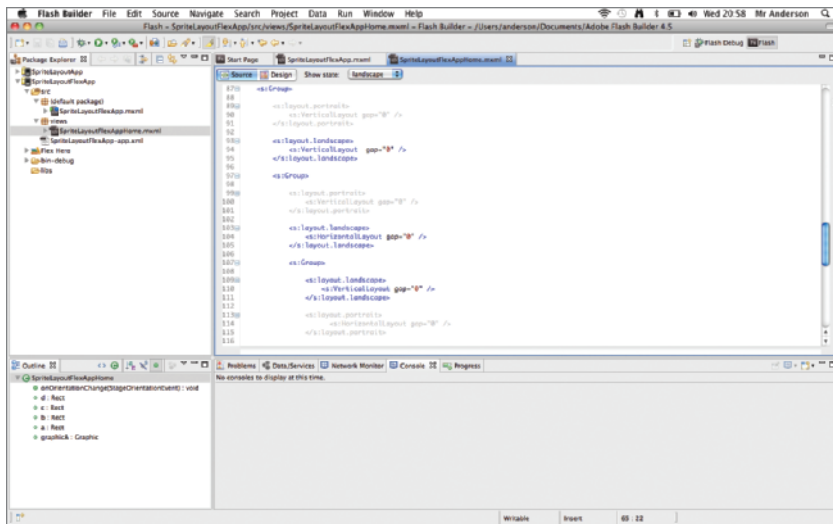 Flash Builder File Edit Source Navigate Search Project Data Run Window Help Wed 20:58 Mr Anderson
Flash - SpriteLayoutFlexApp/src/views/SpriteLayoutFlexAppHome.mxml - Flash Builder - /Users/anderson/Documents/Adobe Flash Builder 4.5
Flash Debug Flash
Package Explorer
Start Page SpriteLayoutFlexApp.mxml SpriteLayoutFlexAppHome.mxml
Source Design Show state: landscape
SpriteLayoutApp
SpriteLayoutFlexApp
src
(default package)
SpriteLayoutFlexApp.mxml
views
SpriteLayoutFlexAppHome.mxml
SpriteLayoutFlexApp-app.xml
bin-debug
libs
87 <s:Group>
88
89 <s:layout.portrait>
90 <s:VerticalLayout gap="0" />
91 </s:layout.portrait>
92
93 <s:layout.landscape>
94 <s:VerticalLayout gap="0" />
95 </s:layout.landscape>
96
97 <s:Group>
98
99 <s:layout.portrait>
100 <s:VerticalLayout gap="0" />
101 </s:layout.portrait>
102
103 <s:layout.landscape>
104 <s:HorizontalLayout gap="0" />
105 </s:layout.landscape>
106
107 <s:Group>
108
109 <s:layout.landscape>
110 <s:VerticalLayout gap="0" />
111 </s:layout.landscape>
112
113 <s:layout.portrait>
114 <s:HorizontalLayout gap="0" />
115 </s:layout.portrait>
116
Outline
SpriteLayoutFlexAppHome
onOrientationChange(StageOrientationEvent) : void
d : Rect
c : Rect
b : Rect
a : Rect
graphicA : Graphic
Problems Data/Services Network Monitor Console Progress
No consoles to display at this time.
Writable Insert 65 : 22